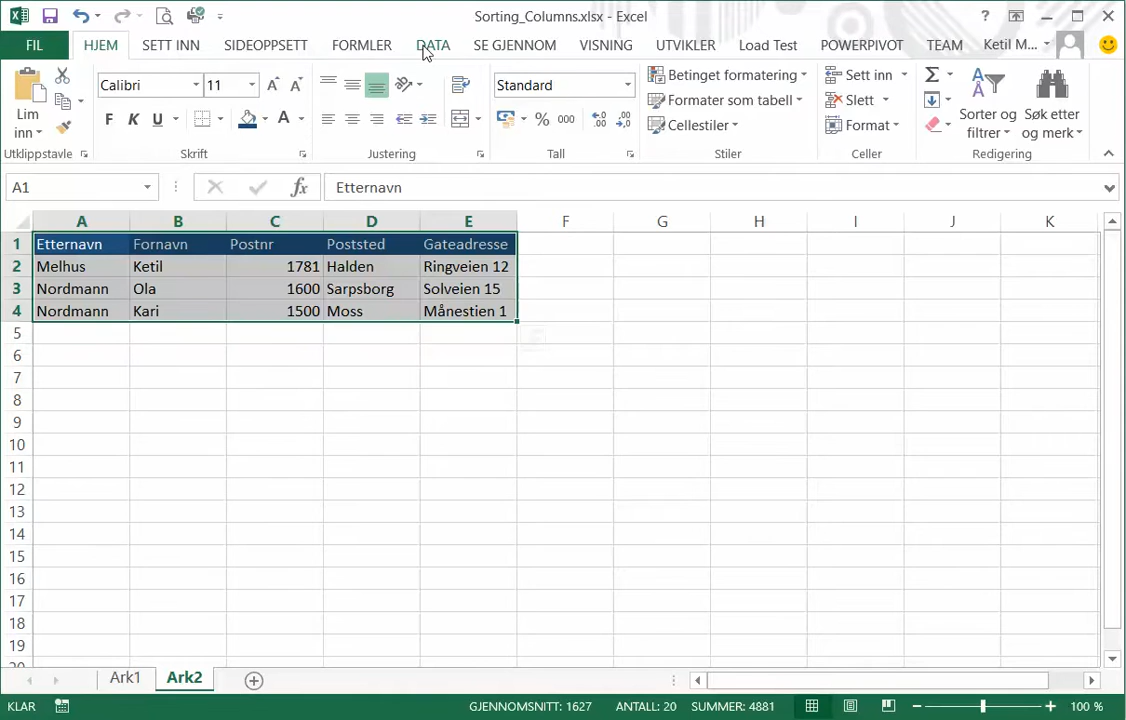 Sorting_Columns.xlsx - Excel
FIL HJEM SETT INN SIDEOPPSETT FORMLER DATA SE GJENNOM VISNING UTVIKLER Load Test POWERPIVOT TEAM Ketil M...
Lim inn
Calibri 11
F K U
Standard
% 000
Betinget formatering
Formater som tabell
Cellestiler
Sett inn
Slett
Format
Sorter og filtrer
Søk etter og merk
Utklippstavle Skrift Justering Tall Stiler Celler Redigering
A1 fx Etternavn
A B C D E F G H I J K
1 Etternavn Fornavn Postnr Poststed Gateadresse
2 Melhus Ketil 1781 Halden Ringveien 12
3 Nordmann Ola 1600 Sarpsborg Solveien 15
4 Nordmann Kari 1500 Moss Månestien 1
5
6
7
8
9
10
11
12
13
14
15
16
17
18
19
20
Ark1 Ark2
KLAR GJENNOMSNITT: 1627 ANTALL: 20 SUMMER: 4881 100 %